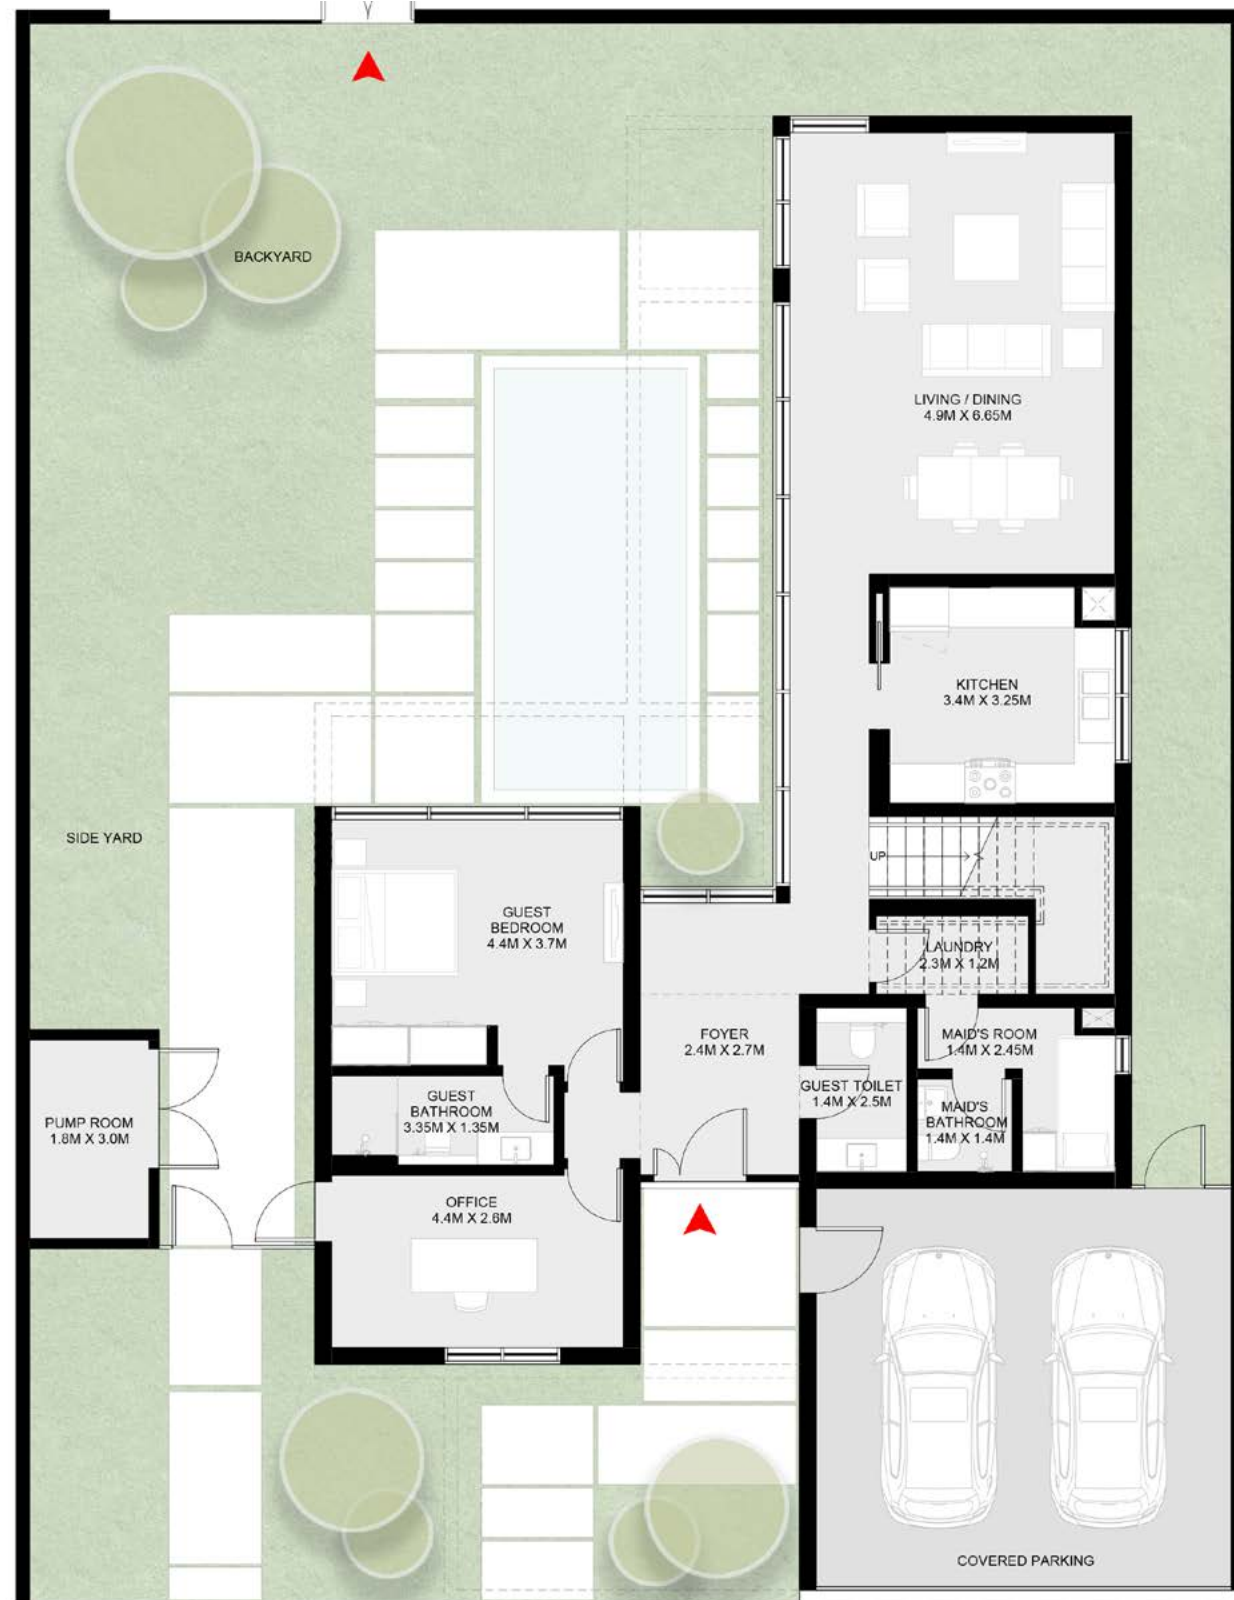 BACKYARD
LIVING / DINING
4.9M X 6.65M
KITCHEN
3.4M X 3.25M
SIDE YARD
UP
GUEST
BEDROOM
4.4M X 3.7M
LAUNDRY
2.3M X 1.2M
FOYER
2.4M X 2.7M
MAID'S ROOM
1.4M X 2.45M
GUEST TOILET
1.4M X 2.5M
GUEST
BATHROOM
3.35M X 1.35M
MAID'S
BATHROOM
1.4M X 1.4M
PUMP ROOM
1.8M X 3.0M
OFFICE
4.4M X 2.6M
COVERED PARKING